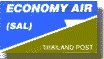 ECONOMY AIR
(SAL)
THAILAND POST